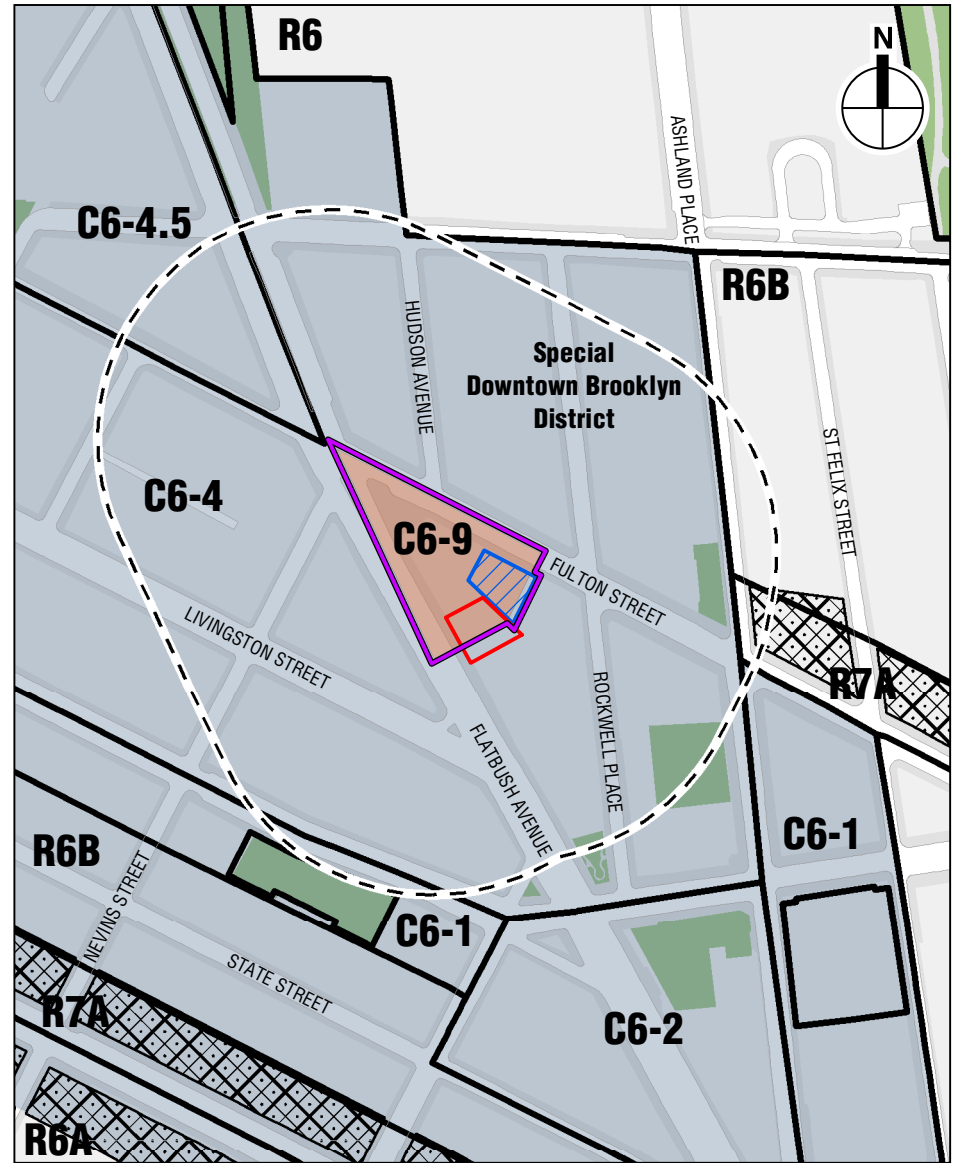 R6
N
ASHLAND PLACE
C6-4.5
R6B
HUDSON AVENUE
Special
Downtown Brooklyn
District
ST FELIX STREET
C6-4
C6-9
FULTON STREET
LIVINGSTON STREET
R7A
ROCKWELL PLACE
FLATBUSH AVENUE
C6-1
R6B
NEVINS STREET
C6-1
STATE STREET
R7A
C6-2
R6A